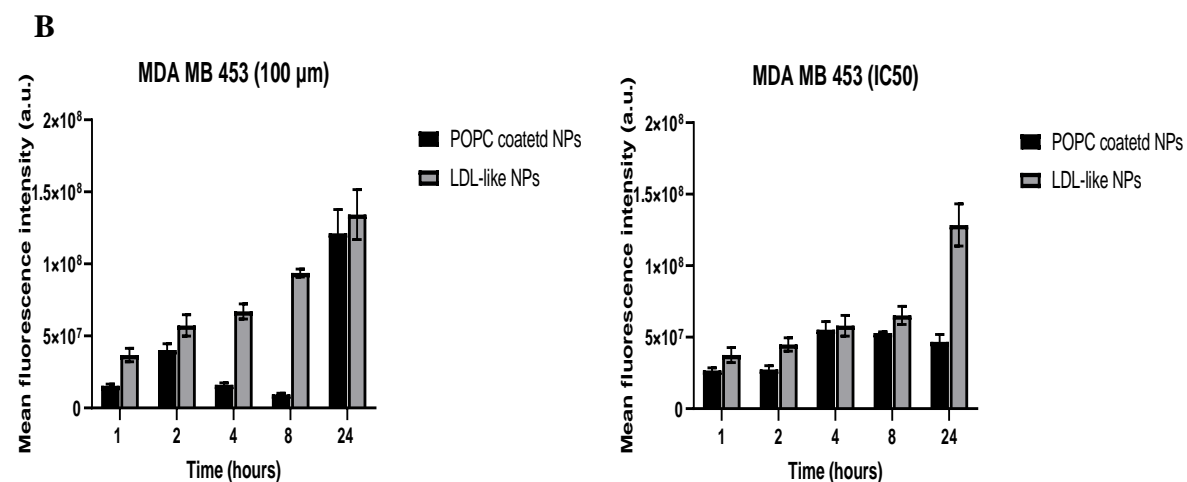 B
MDA MB 453 (100 µm)
Mean fluorescence intensity (a.u.)
2×10⁸
1.5×10⁸
1×10⁸
5×10⁷
0
1 2 4 8 24
Time (hours)
POPC coatetd NPs
LDL-like NPs
MDA MB 453 (IC50)
Mean fluorescence intensity (a.u.)
2×10⁸
1.5×10⁸
1×10⁸
5×10⁷
0
1 2 4 8 24
Time (hours)
POPC coatetd NPs
LDL-like NPs